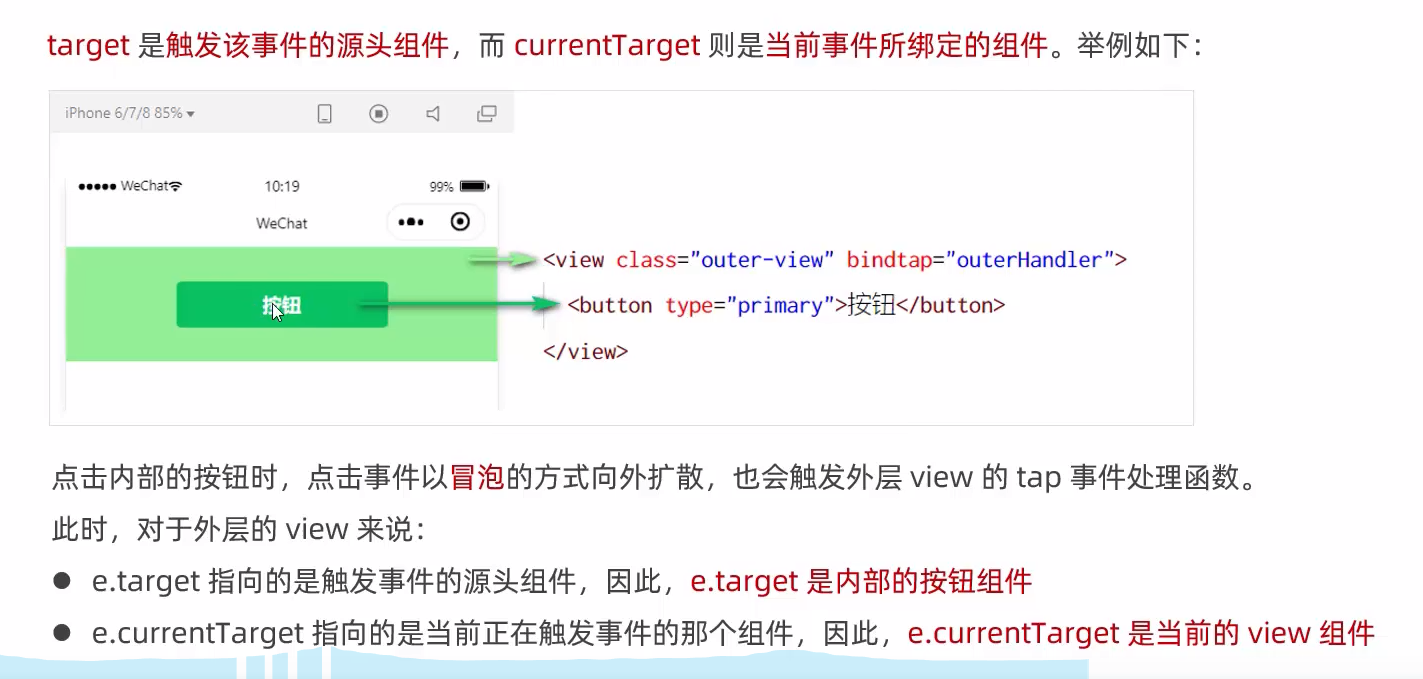 target 是触发该事件的源头组件，而 currentTarget 则是当前事件所绑定的组件。举例如下：
iPhone 6/7/8 85%
WeChat 10:19 99%
WeChat
按钮
<view class="outer-view" bindtap="outerHandler">
<button type="primary">按钮</button>
</view>
点击内部的按钮时，点击事件以冒泡的方式向外扩散，也会触发外层 view 的 tap 事件处理函数。
此时，对于外层的 view 来说：
● e.target 指向的是触发事件的源头组件，因此，e.target 是内部的按钮组件
● e.currentTarget 指向的是当前正在触发事件的那个组件，因此，e.currentTarget 是当前的 view 组件